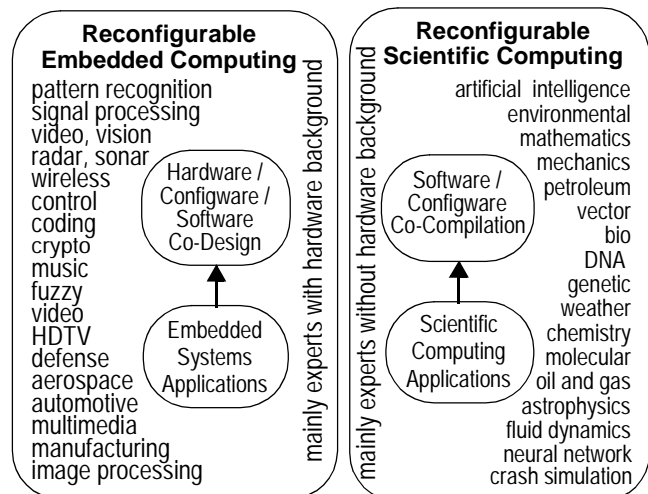 Reconfigurable
Embedded Computing
pattern recognition
signal processing
video, vision
radar, sonar
wireless
control
coding
crypto
music
fuzzy
video
HDTV
defense
aerospace
automotive
multimedia
manufacturing
image processing
Hardware /
Configware /
Software
Co-Design
Embedded
Systems
Applications
mainly experts with hardware background
Reconfigurable
Scientific Computing
mainly experts without hardware background
Software /
Configware
Co-Compilation
Scientific
Computing
Applications
artificial intelligence
environmental
mathematics
mechanics
petroleum
vector
bio
DNA
genetic
weather
chemistry
molecular
oil and gas
astrophysics
fluid dynamics
neural network
crash simulation